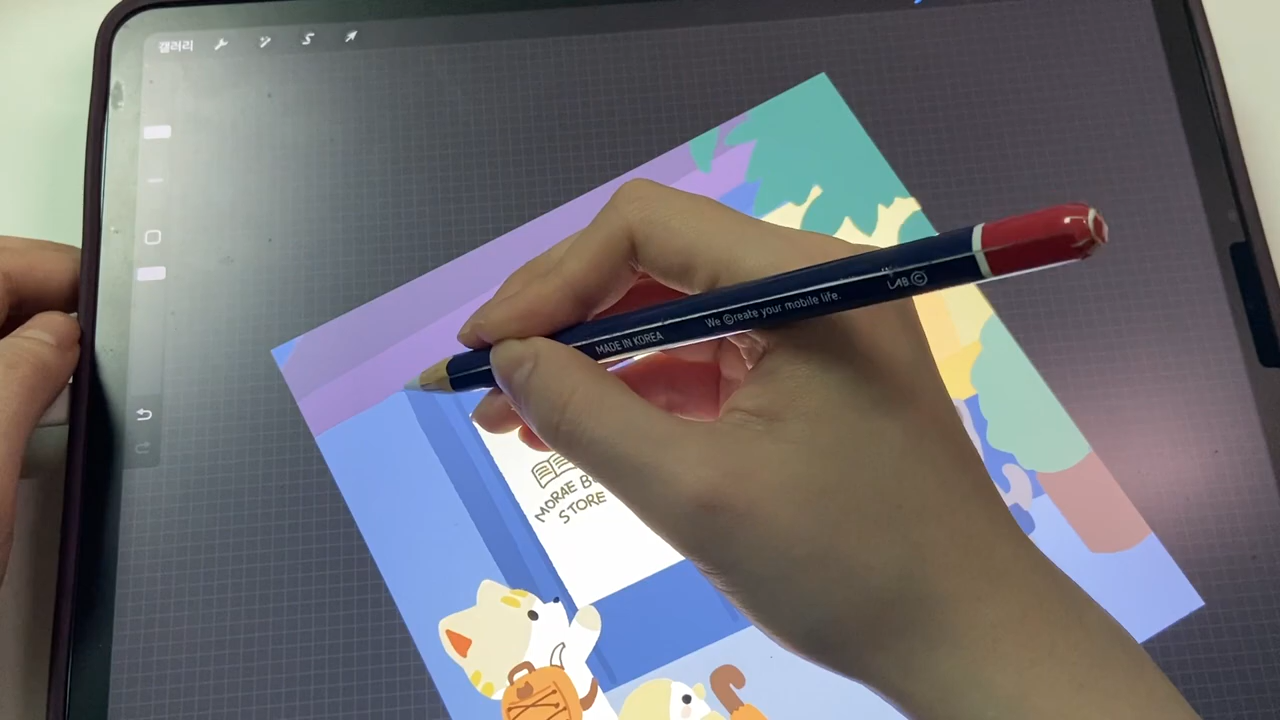 갤러리
MADE IN KOREA
We ©reate your mobile life.
LAB.©
MORAE
STORE